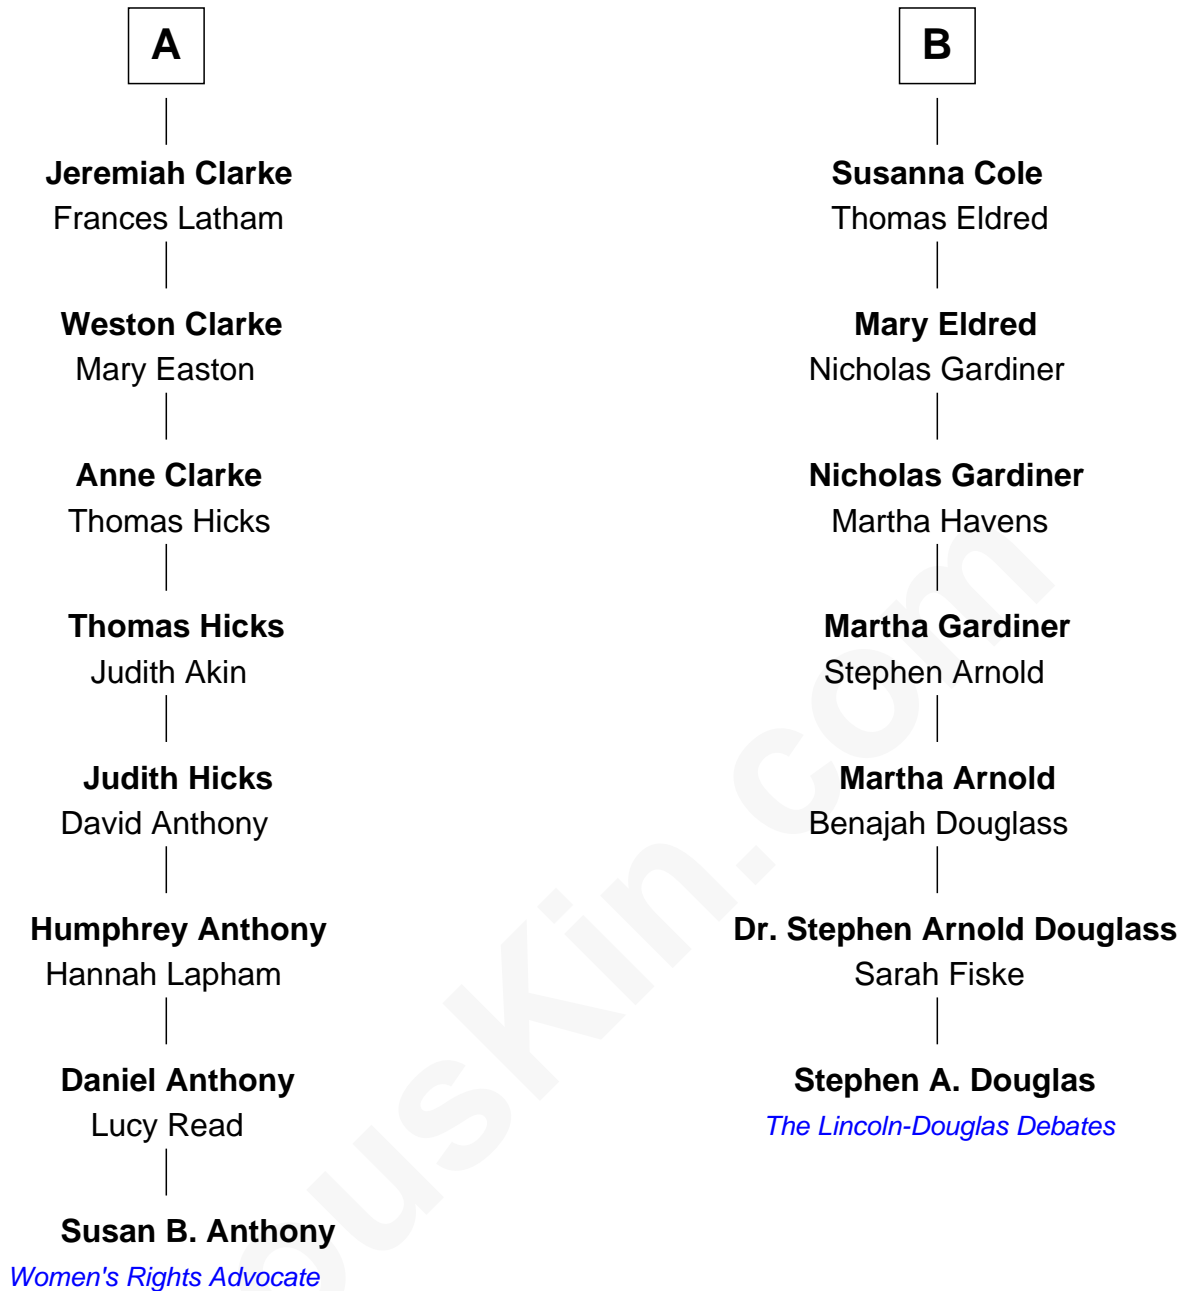 A
Jeremiah Clarke
Frances Latham
Weston Clarke
Mary Easton
Anne Clarke
Thomas Hicks
Thomas Hicks
Judith Akin
Judith Hicks
David Anthony
Humphrey Anthony
Hannah Lapham
Daniel Anthony
Lucy Read
Susan B. Anthony
Women's Rights Advocate
B
Susanna Cole
Thomas Eldred
Mary Eldred
Nicholas Gardiner
Nicholas Gardiner
Martha Havens
Martha Gardiner
Stephen Arnold
Martha Arnold
Benajah Douglass
Dr. Stephen Arnold Douglass
Sarah Fiske
Stephen A. Douglas
The Lincoln-Douglas Debates
ousKin.com